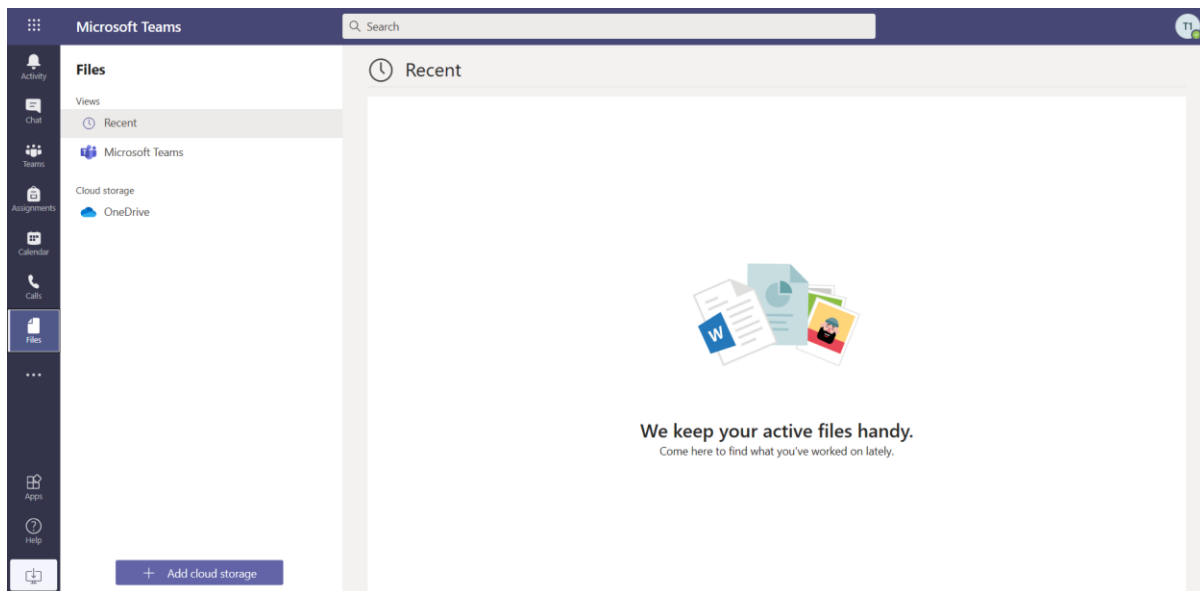 Microsoft Teams
Search
T1
Activity
Chat
Teams
Assignments
Calendar
Calls
Files
Apps
Help
Files
Views
Recent
Microsoft Teams
Cloud storage
OneDrive
Add cloud storage
Recent
W
We keep your active files handy.
Come here to find what you've worked on lately.